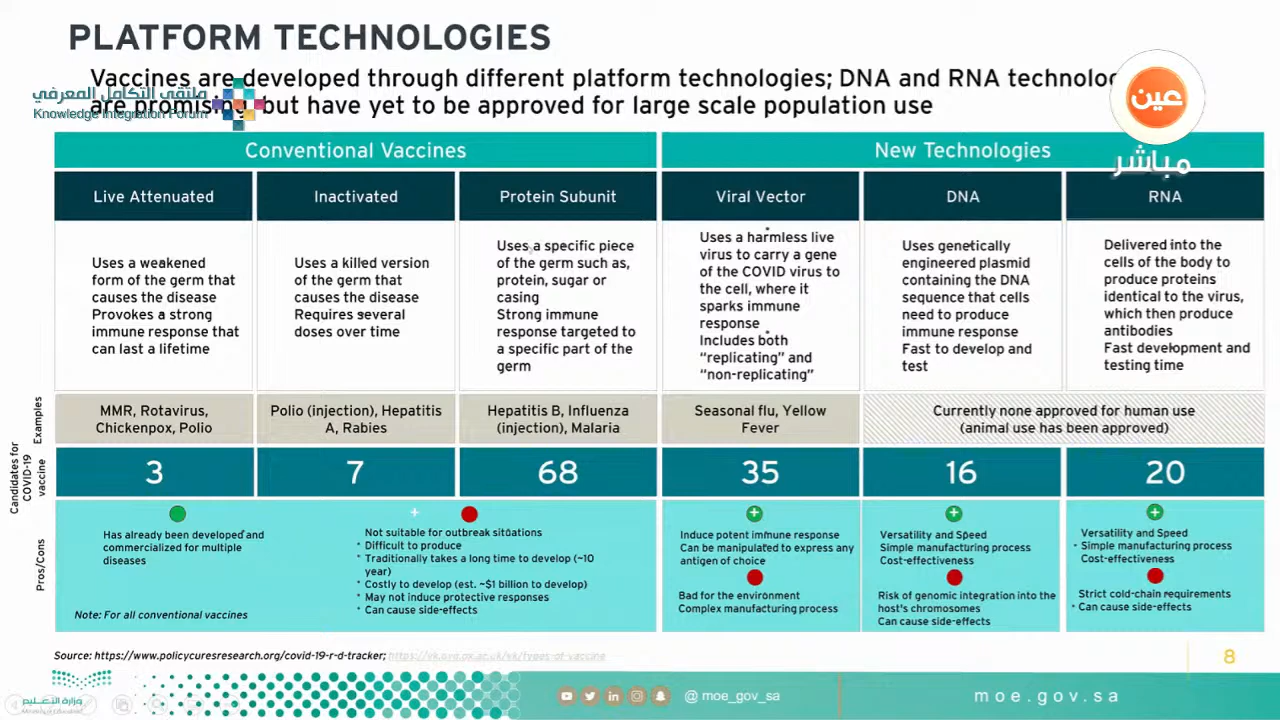 PLATFORM TECHNOLOGIES
Vaccines are developed through different platform technologies; DNA and RNA
are promising, but have yet to be approved for large scale population use
ملتقى التكامل المعرفي
Knowledge Integration Forum
عين
مباشر
Conventional Vaccines
New Technologies
Live Attenuated
Inactivated
Protein Subunit
Viral Vector
DNA
RNA
Uses a weakened
form of the germ that
causes the disease
Provokes a strong
immune response that
can last a lifetime
Uses a killed version
of the germ that
causes the disease
Requires several
doses over time
Uses a specific piece
of the germ such as,
protein, sugar or
casing
Strong immune
response targeted to
a specific part of the
germ
Uses a harmless live
virus to carry a gene
of the COVID virus to
the cell, where it
sparks immune
response
Includes both
“replicating” and
“non-replicating”
Uses genetically
engineered plasmid
containing the DNA
sequence that cells
need to produce
immune response
Fast to develop and
test
Delivered into the
cells of the body to
produce proteins
identical to the virus,
which then produce
antibodies
Fast development and
testing time
Examples
MMR, Rotavirus,
Chickenpox, Polio
Polio (injection), Hepatitis
A, Rabies
Hepatitis B, Influenza
(injection), Malaria
Seasonal flu, Yellow
Fever
Currently none approved for human use
(animal use has been approved)
Candidates for
COVID-19
vaccine
3
7
68
35
16
20
Pros/Cons
Has already been developed and
commercialized for multiple
diseases
Note: For all conventional vaccines
Not suitable for outbreak situations
• Difficult to produce
• Traditionally takes a long time to develop (~10
year)
• Costly to develop (est. ~$1 billion to develop)
• May not induce protective responses
• Can cause side-effects
Induce potent immune response
Can be manipulated to express any
antigen of choice
Bad for the environment
Complex manufacturing process
Versatility and Speed
Simple manufacturing process
Cost-effectiveness
Risk of genomic integration into the
host's chromosomes
Can cause side-effects
Versatility and Speed
• Simple manufacturing process
Cost-effectiveness
Strict cold-chain requirements
• Can cause side-effects
Source: https://www.policycuresresearch.org/covid-19-r-d-tracker; https://vk.ovg.ox.ac.uk/vk/types-of-vaccine
8
وزارة التعليم
@ moe_gov_sa
moe.gov.sa